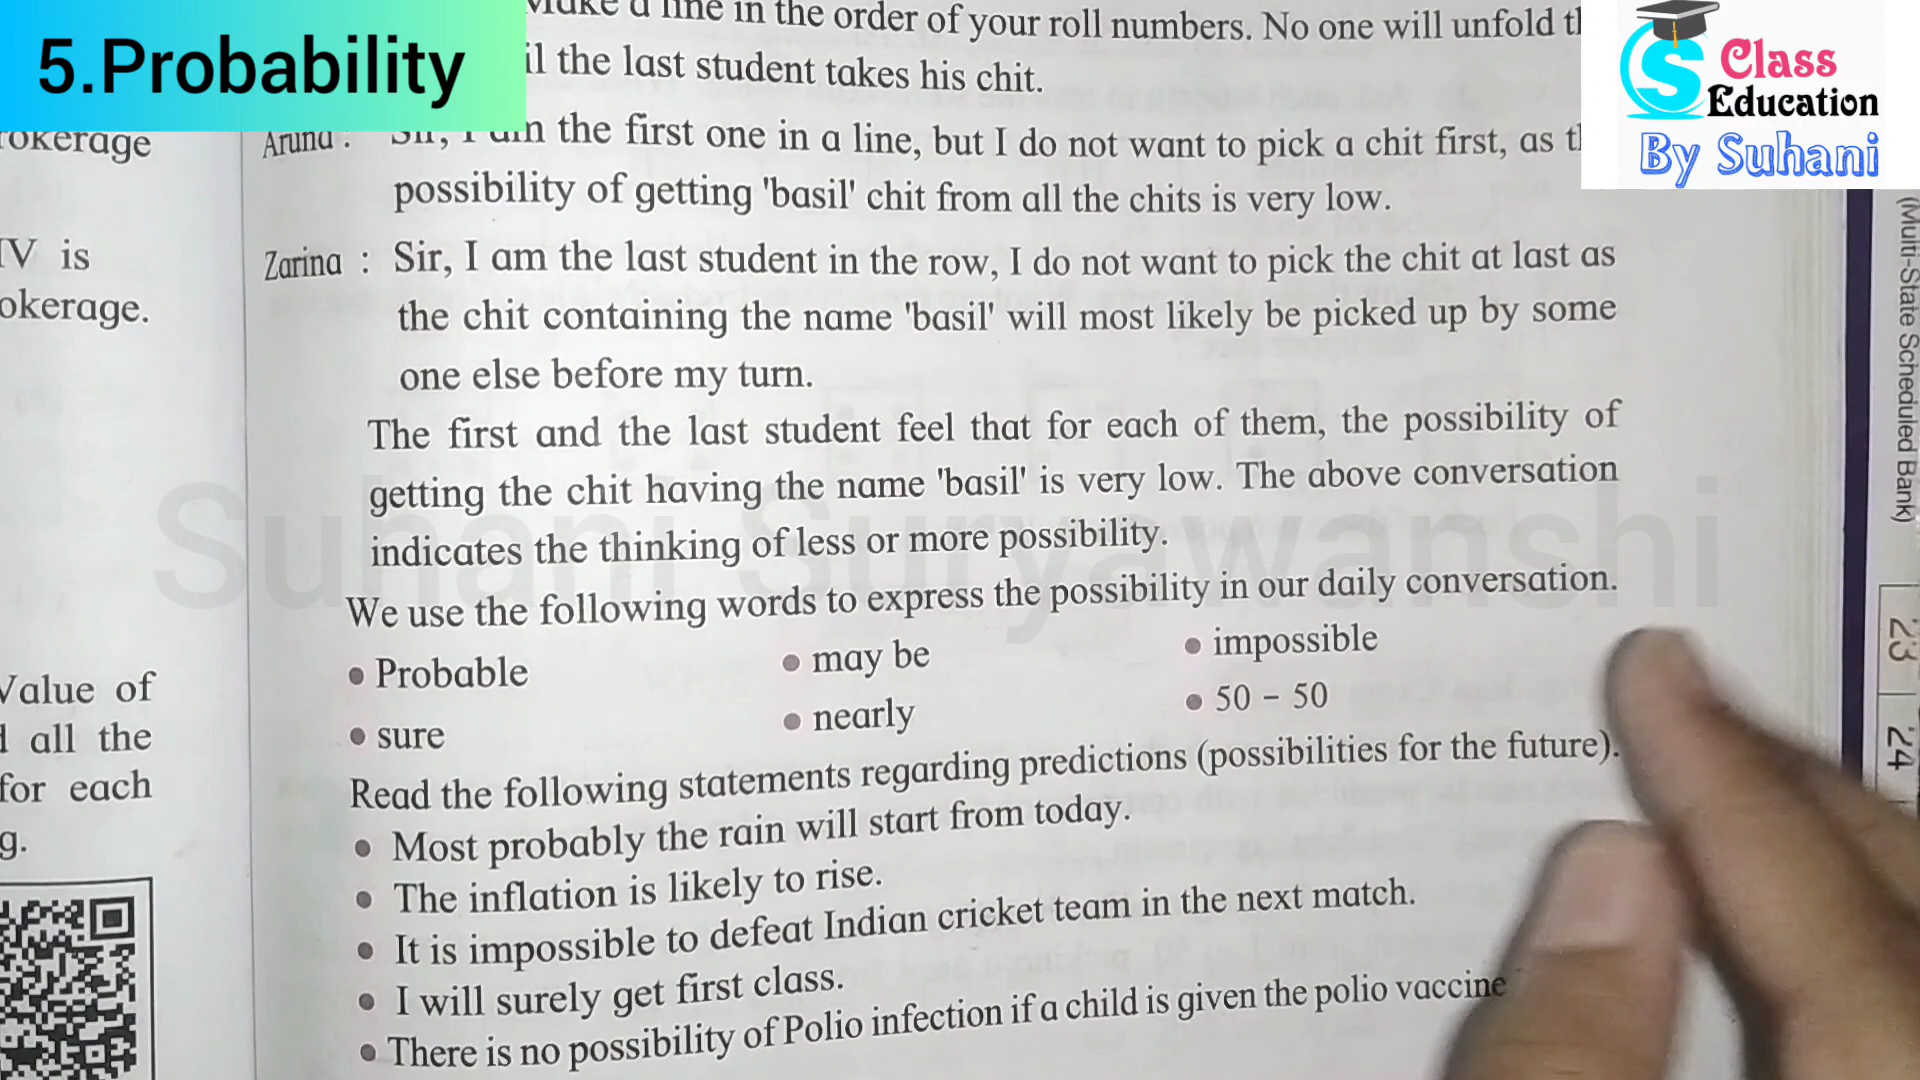 5.Probability
Make a line in the order of your roll numbers. No one will unfold
the last student takes his chit.
Class
Education
By Suhani
okerage
Aruna : Sir, I am the first one in a line, but I do not want to pick a chit first, as
possibility of getting 'basil' chit from all the chits is very low.
IV is
okerage.
Zarina : Sir, I am the last student in the row, I do not want to pick the chit at last as
the chit containing the name 'basil' will most likely be picked up by some
one else before my turn.
The first and the last student feel that for each of them, the possibility of
getting the chit having the name 'basil' is very low. The above conversation
indicates the thinking of less or more possibility.
Suhani Suryawanshi
We use the following words to express the possibility in our daily conversation.
• Probable • may be • impossible
• sure • nearly • 50 – 50
Value of
all the
for each
g.
Read the following statements regarding predictions (possibilities for the future).
• Most probably the rain will start from today.
• The inflation is likely to rise.
• It is impossible to defeat Indian cricket team in the next match.
• I will surely get first class.
• There is no possibility of Polio infection if a child is given the polio vaccine
(Multi-State Scheduled Bank)
23
24